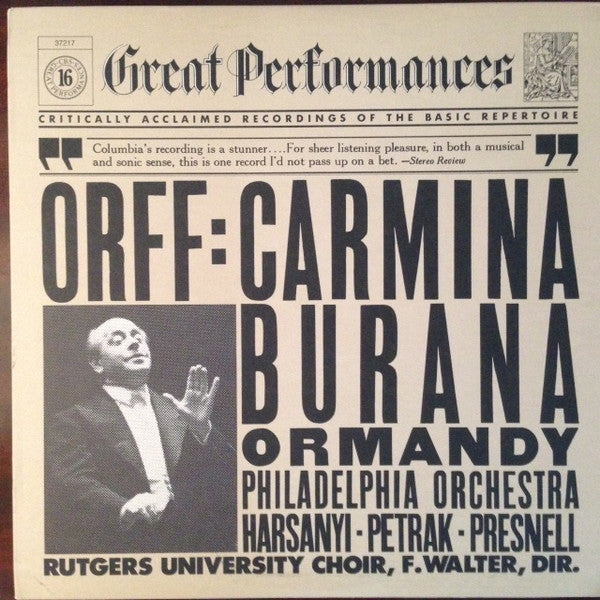 37217
16
Great Performances
CRITICALLY ACCLAIMED RECORDINGS OF THE BASIC REPERTOIRE
Columbia's recording is a stunner....For sheer listening pleasure, in both a musical
and sonic sense, this is one record I'd not pass up on a bet. —Stereo Review
ORFF: CARMINA
BURANA
ORMANDY
PHILADELPHIA ORCHESTRA
HARSANYI · PETRAK · PRESNELL
RUTGERS UNIVERSITY CHOIR, F. WALTER, DIR.